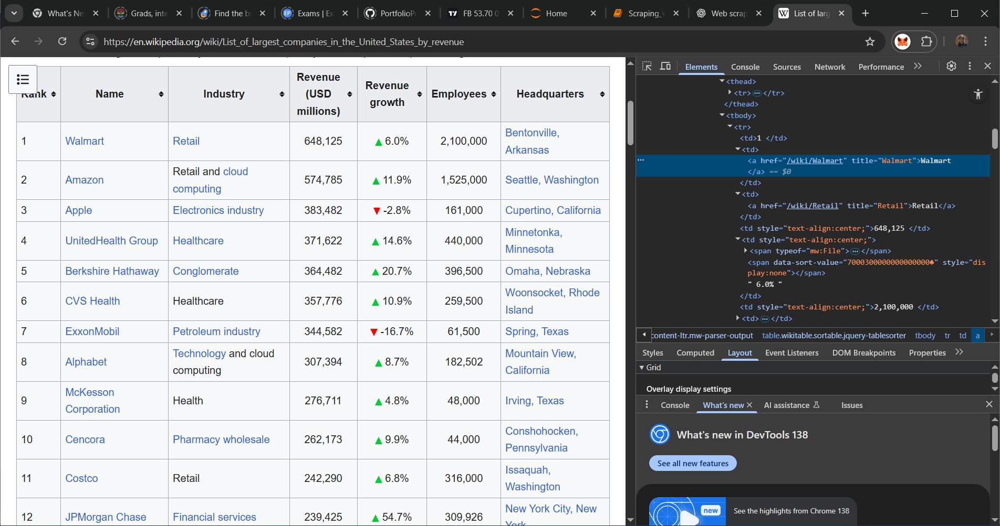 What's Ne
Grads, inte
Find the be
Exams | Ex
PortfolioPr
FB 53.70 0
Home
Scraping_v
Web scrap
List of larg
https://en.wikipedia.org/wiki/List_of_largest_companies_in_the_United_States_by_revenue
Rank Name Industry Revenue (USD millions) Revenue growth Employees Headquarters
1 Walmart Retail 648,125 ▲ 6.0% 2,100,000 Bentonville, Arkansas
2 Amazon Retail and cloud computing 574,785 ▲ 11.9% 1,525,000 Seattle, Washington
3 Apple Electronics industry 383,482 ▼ -2.8% 161,000 Cupertino, California
4 UnitedHealth Group Healthcare 371,622 ▲ 14.6% 440,000 Minnetonka, Minnesota
5 Berkshire Hathaway Conglomerate 364,482 ▲ 20.7% 396,500 Omaha, Nebraska
6 CVS Health Healthcare 357,776 ▲ 10.9% 259,500 Woonsocket, Rhode Island
7 ExxonMobil Petroleum industry 344,582 ▼ -16.7% 61,500 Spring, Texas
8 Alphabet Technology and cloud computing 307,394 ▲ 8.7% 182,502 Mountain View, California
9 McKesson Corporation Health 276,711 ▲ 4.8% 48,000 Irving, Texas
10 Cencora Pharmacy wholesale 262,173 ▲ 9.9% 44,000 Conshohocken, Pennsylvania
11 Costco Retail 242,290 ▲ 6.8% 316,000 Issaquah, Washington
12 JPMorgan Chase Financial services 239,425 ▲ 54.7% 309,926 New York City, New York
Elements Console Sources Network Performance
<thead>
<tr> ••• </tr>
</thead>
<tbody>
<tr>
<td>1 </td>
<td>
<a href="/wiki/Walmart" title="Walmart">Walmart
</a> == $0
</td>
<td>
<a href="/wiki/Retail" title="Retail">Retail</a>
</td>
<td style="text-align:center;">648,125 </td>
<td style="text-align:center;">
<span typeof="mw:File"> ••• </span>
<span data-sort-value="7000300000000000000♠" style="dis
play:none"></span>
" 6.0% "
</td>
<td style="text-align:center;">2,100,000 </td>
<td> ••• </td>
content-ltr.mw-parser-output table.wikitable.sortable.jquery-tablesorter tbody tr td a
Styles Computed Layout Event Listeners DOM Breakpoints Properties
Grid
Overlay display settings
Console What's new AI assistance Issues
What's new in DevTools 138
See all new features
new
See the highlights from Chrome 138